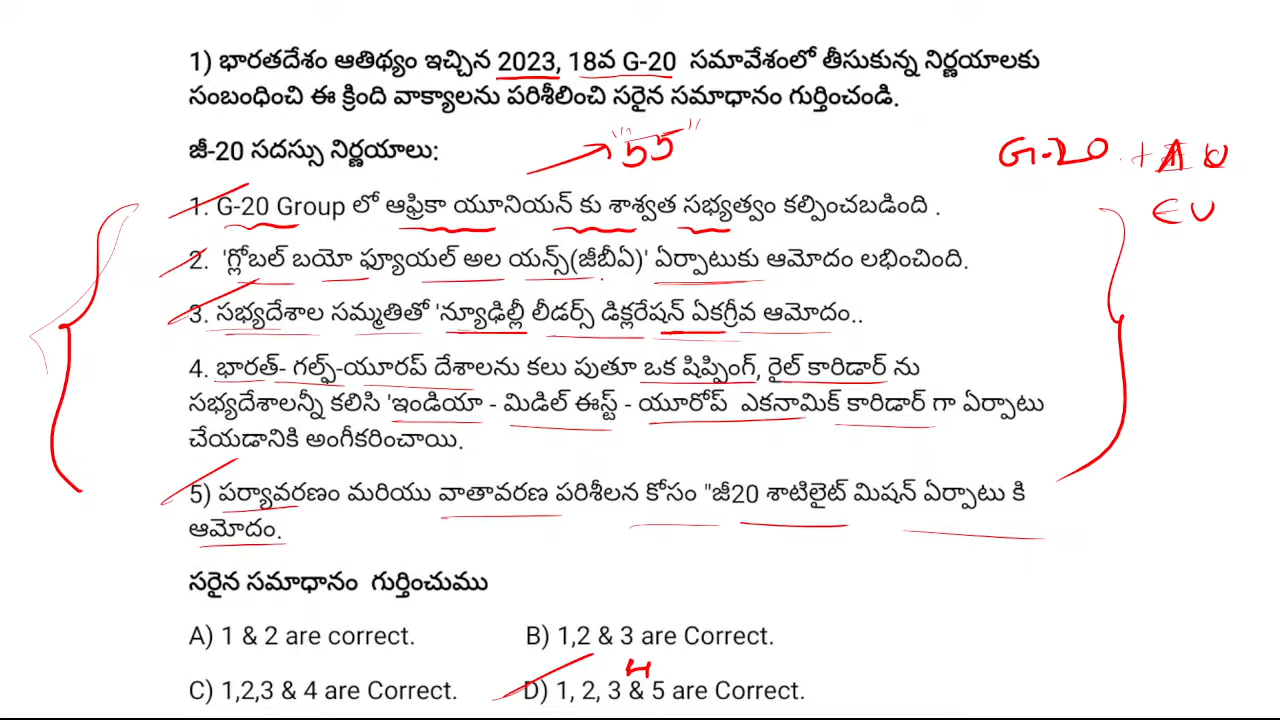 1) భారతదేశం ఆతిథ్యం ఇచ్చిన 2023, 18వ G-20 సమావేశంలో తీసుకున్న నిర్ణయాలకు
సంబంధించి ఈ క్రింది వాక్యాలను పరిశీలించి సరైన సమాధానం గుర్తించండి.
జీ-20 సదస్సు నిర్ణయాలు:
"55"
G-20 + AU
EU
1. G-20 Group లో ఆఫ్రికా యూనియన్ కు శాశ్వత సభ్యత్వం కల్పించబడింది .
2. 'గ్లోబల్ బయో ఫ్యూయల్ అల యన్స్(జీబీఏ)' ఏర్పాటుకు ఆమోదం లభించింది.
3. సభ్యదేశాల సమ్మతితో 'న్యూఢిల్లీ లీడర్స్ డిక్లరేషన్ ఏకగ్రీవ ఆమోదం..
4. భారత్- గల్ఫ్-యూరప్ దేశాలను కలు పుతూ ఒక షిప్పింగ్, రైల్ కారిడార్ ను
సభ్యదేశాలన్నీ కలిసి 'ఇండియా - మిడిల్ ఈస్ట్ - యూరోప్ ఎకనామిక్ కారిడార్ గా ఏర్పాటు
చేయడానికి అంగీకరించాయి.
5) పర్యావరణం మరియు వాతావరణ పరిశీలన కోసం "జీ20 శాటిలైట్ మిషన్ ఏర్పాటు కి
ఆమోదం.
సరైన సమాధానం గుర్తించుము
A) 1 & 2 are correct.
B) 1,2 & 3 are Correct.
4
C) 1,2,3 & 4 are Correct.
D) 1, 2, 3 & 5 are Correct.